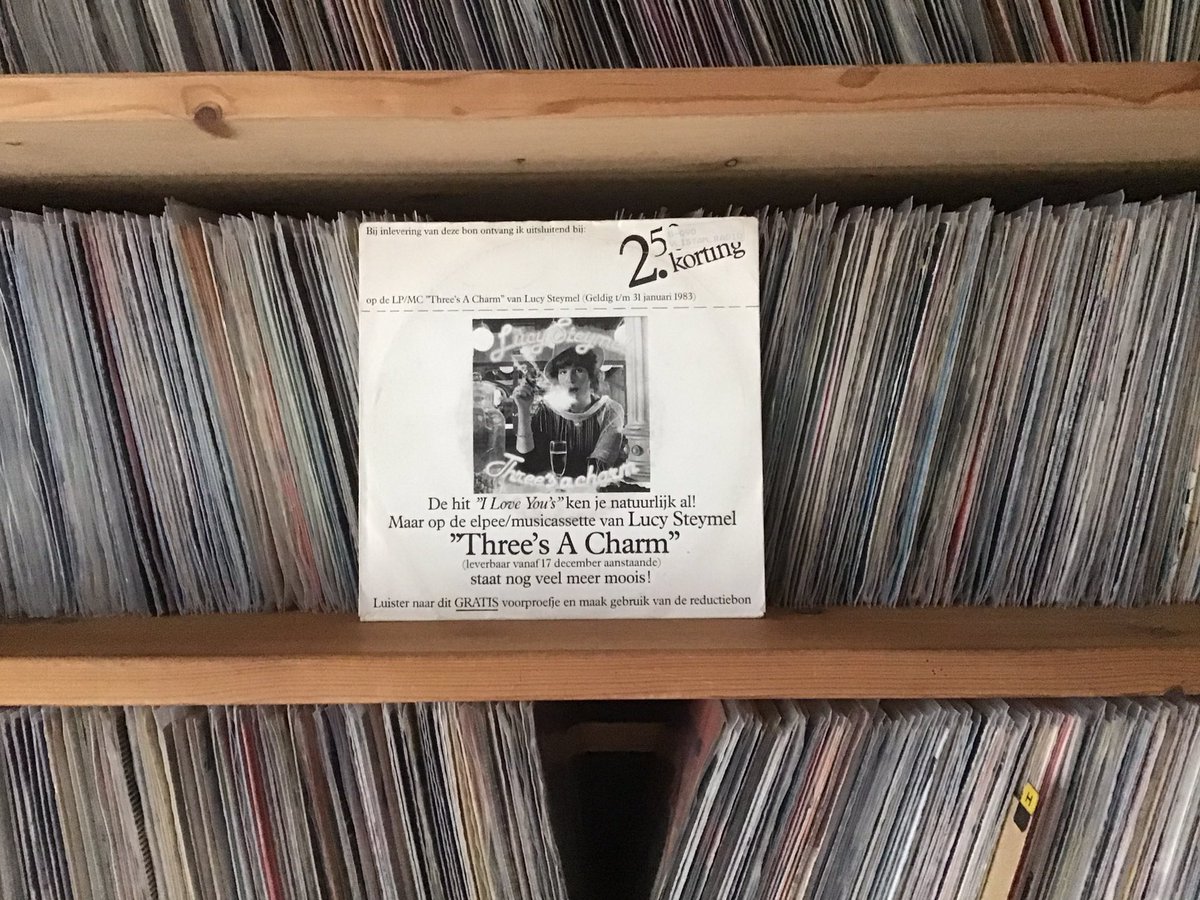 Bij inlevering van deze bon ontvang ik uitsluitend bij:
2.5
korting
op de LP/MC "Three's A Charm" van Lucy Steymel (Geldig t/m 31 januari 1983)
Lucy Steymel
Three's a charm
De hit "I Love You's" ken je natuurlijk al!
Maar op de elpee/musicassette van Lucy Steymel
"Three's A Charm"
(leverbaar vanaf 17 december aanstaande)
staat nog veel meer moois!
Luister naar dit GRATIS voorproefje en maak gebruik van de reductiebon
H